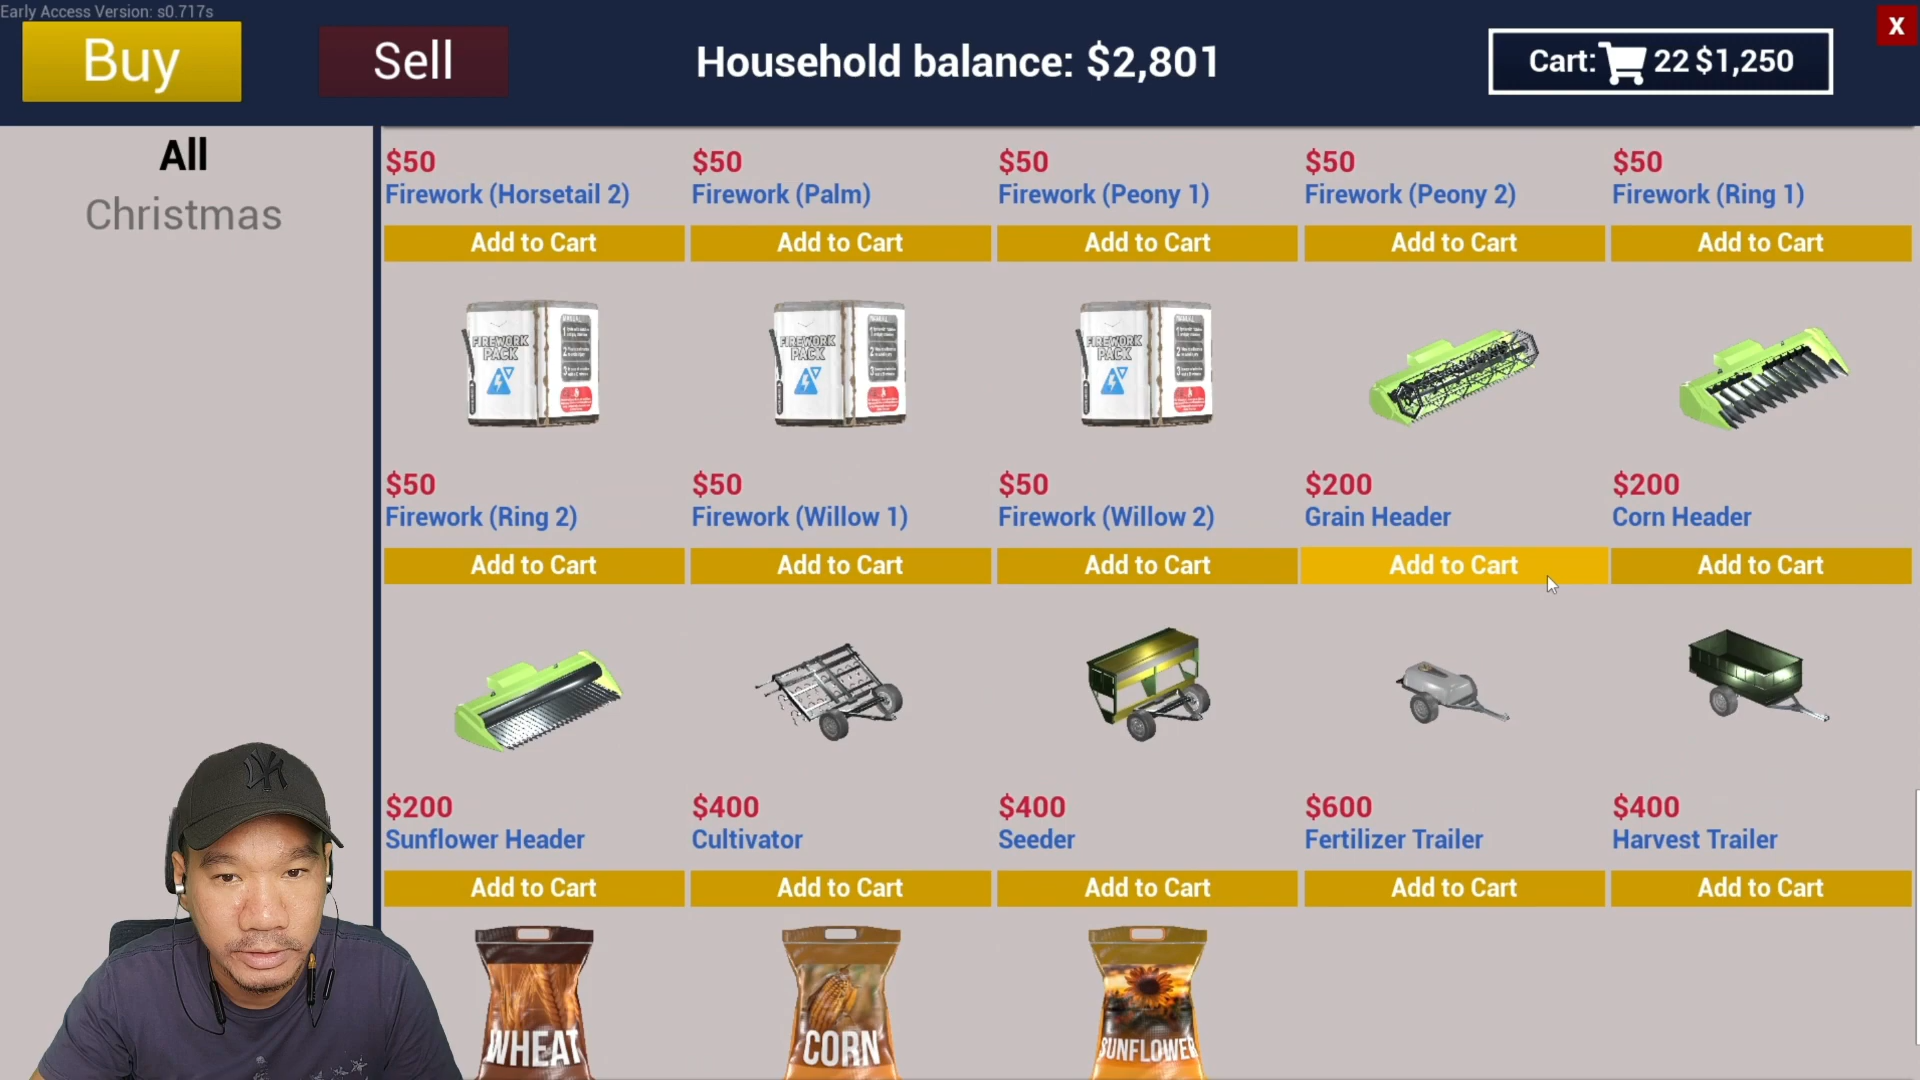 Early Access Version: s0.717s
Buy
Sell
Household balance: $2,801
Cart: 22 $1,250
X
All
Christmas
$50 $50 $50 $50 $50
Firework (Horsetail 2) Firework (Palm) Firework (Peony 1) Firework (Peony 2) Firework (Ring 1)
Add to Cart Add to Cart Add to Cart Add to Cart Add to Cart
FIREWORK PACK MANUAL FIREWORK PACK MANUAL FIREWORK PACK MANUAL
$50 $50 $50 $200 $200
Firework (Ring 2) Firework (Willow 1) Firework (Willow 2) Grain Header Corn Header
Add to Cart Add to Cart Add to Cart Add to Cart Add to Cart
$200 $400 $400 $600 $400
Sunflower Header Cultivator Seeder Fertilizer Trailer Harvest Trailer
Add to Cart Add to Cart Add to Cart Add to Cart Add to Cart
WHEAT CORN SUNFLOWER